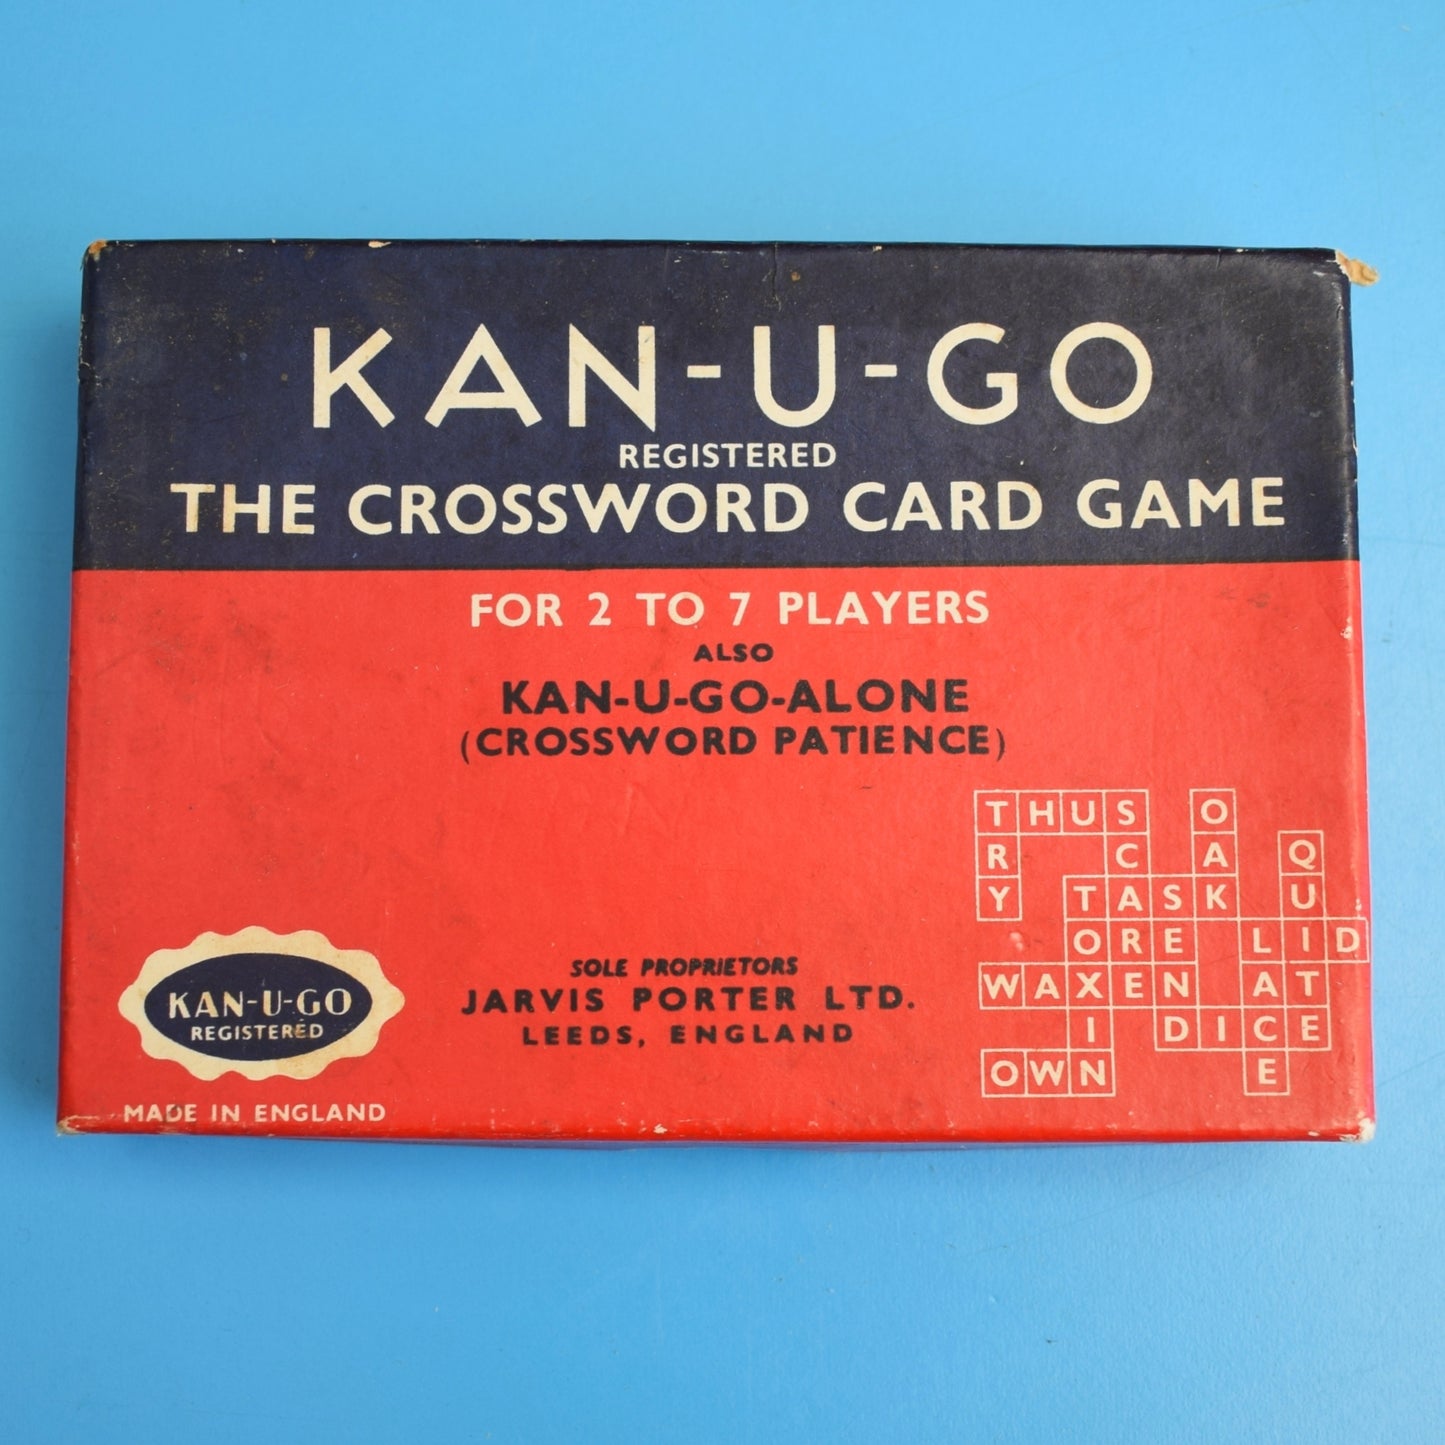 KAN-U-GO
REGISTERED
THE CROSSWORD CARD GAME
FOR 2 TO 7 PLAYERS
ALSO
KAN-U-GO-ALONE
(CROSSWORD PATIENCE)
THUS O
R C A Q
Y TASK U
ORE LID
WAXEN AT
I DICE
OWN E
SOLE PROPRIETORS
JARVIS PORTER LTD.
LEEDS, ENGLAND
KAN-U-GO
REGISTERED
MADE IN ENGLAND